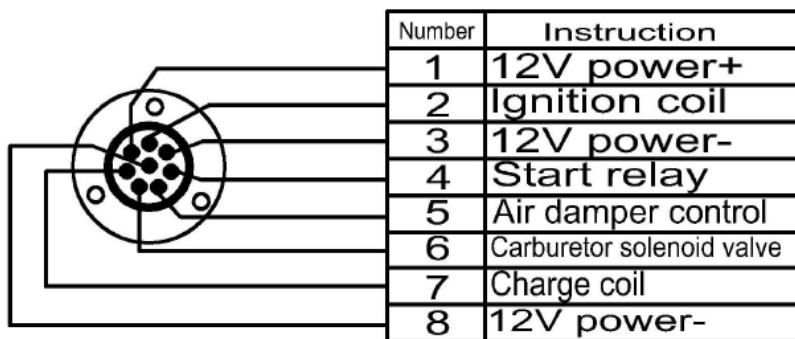 Number Instruction
1 12V power+
2 Ignition coil
3 12V power-
4 Start relay
5 Air damper control
6 Carburetor solenoid valve
7 Charge coil
8 12V power-